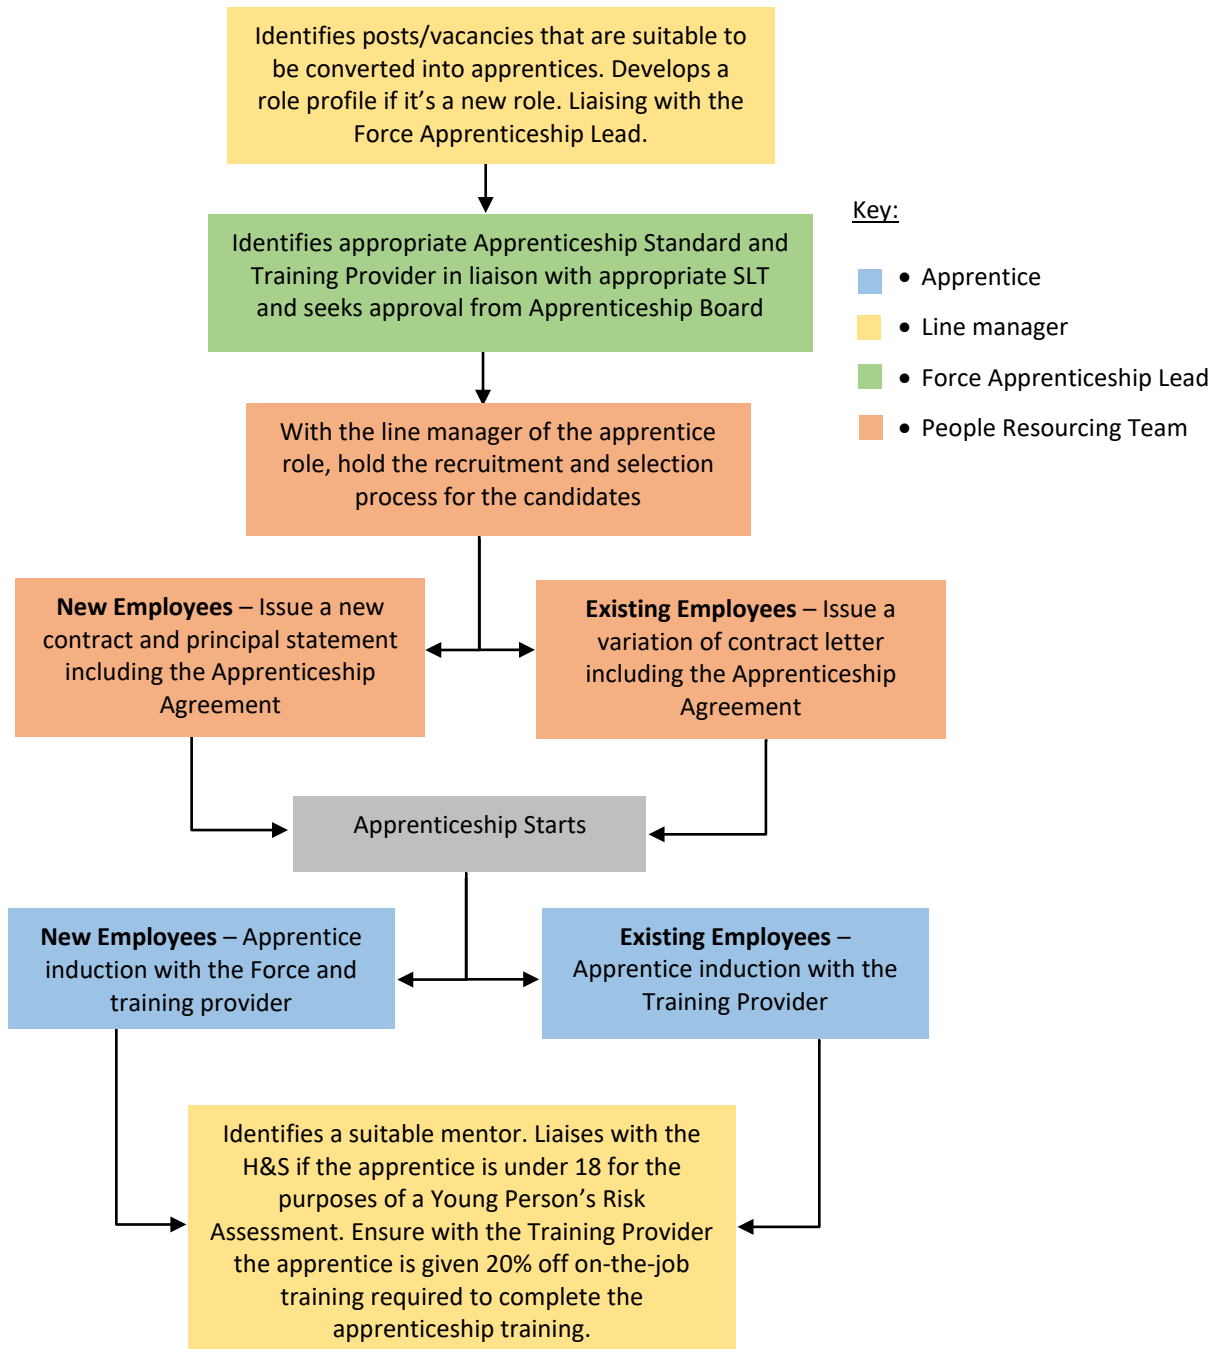 Identifies posts/vacancies that are suitable to
be converted into apprentices. Develops a
role profile if it’s a new role. Liaising with the
Force Apprenticeship Lead.
Key:
• Apprentice
• Line manager
• Force Apprenticeship Lead
• People Resourcing Team
Identifies appropriate Apprenticeship Standard and
Training Provider in liaison with appropriate SLT
and seeks approval from Apprenticeship Board
With the line manager of the apprentice
role, hold the recruitment and selection
process for the candidates
New Employees – Issue a new
contract and principal statement
including the Apprenticeship
Agreement
Existing Employees – Issue a
variation of contract letter
including the Apprenticeship
Agreement
Apprenticeship Starts
New Employees – Apprentice
induction with the Force and
training provider
Existing Employees –
Apprentice induction with the
Training Provider
Identifies a suitable mentor. Liaises with the
H&S if the apprentice is under 18 for the
purposes of a Young Person’s Risk
Assessment. Ensure with the Training Provider
the apprentice is given 20% off on-the-job
training required to complete the
apprenticeship training.